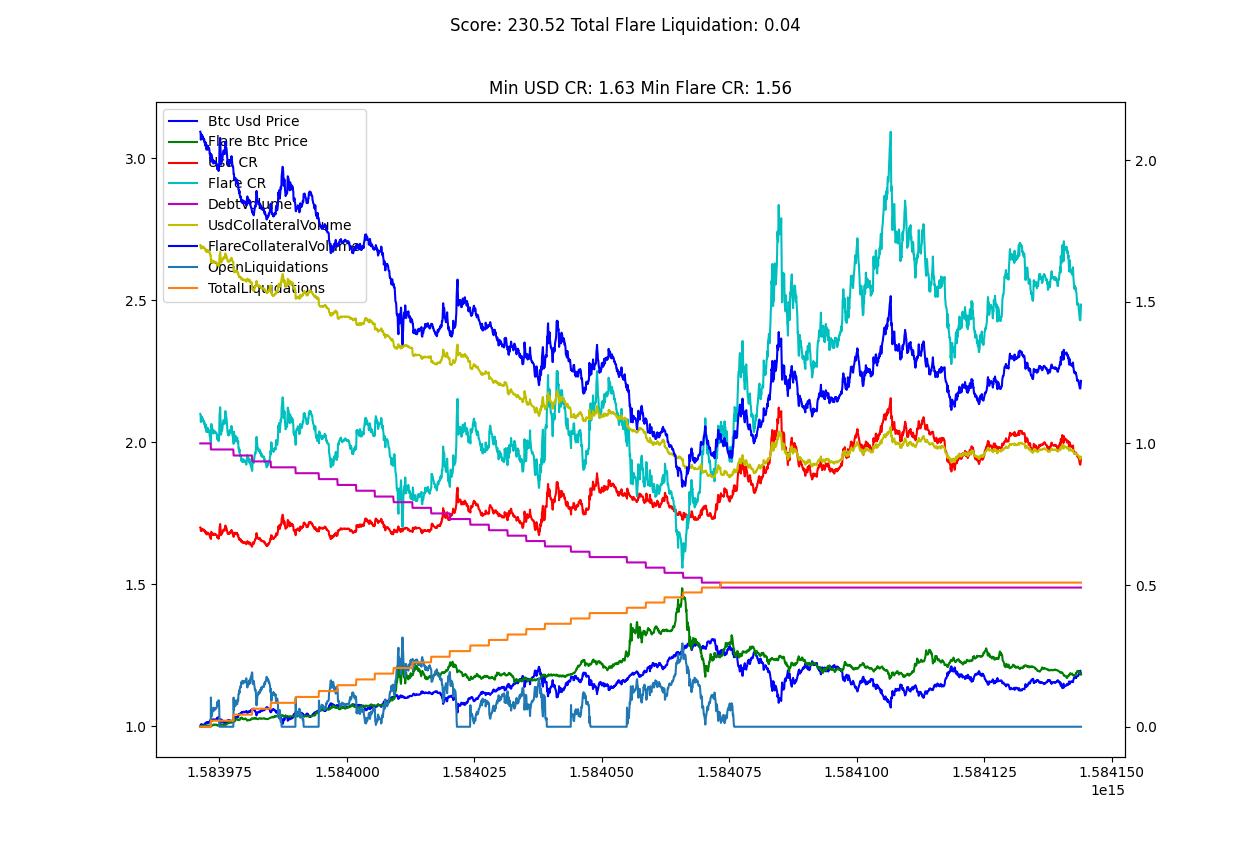 Score: 230.52 Total Flare Liquidation: 0.04
Min USD CR: 1.63 Min Flare CR: 1.56
Btc Usd Price
Flare Btc Price
Usd CR
Flare CR
DebtVolume
UsdCollateralVolume
FlareCollateralVolume
OpenLiquidations
TotalLiquidations
3.0
2.5
2.0
1.5
1.0
2.0
1.5
1.0
0.5
0.0
1.583975 1.584000 1.584025 1.584050 1.584075 1.584100 1.584125 1.584150
1e15